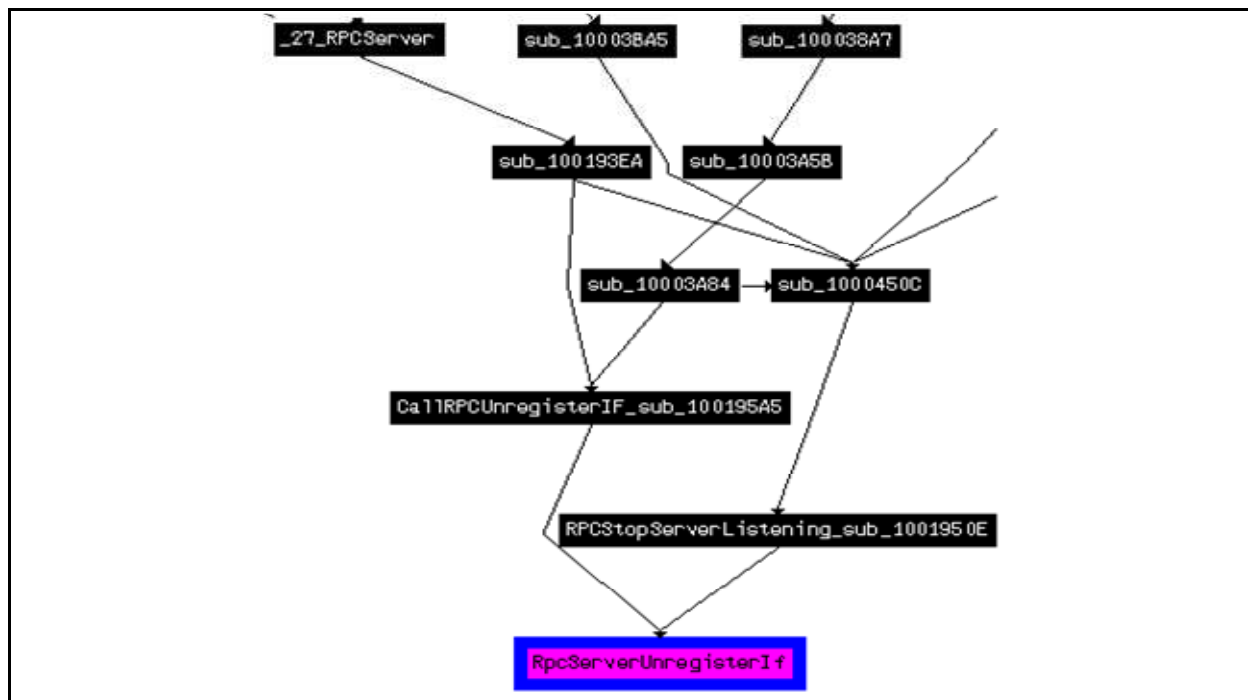 _27_RPCServer
sub_10003BA5
sub_100038A7
sub_100193EA
sub_10003A5B
sub_10003A84
sub_1000450C
CallRPCUnregisterIF_sub_100195A5
RPCStopServerListening_sub_1001950E
RpcServerUnregisterIf